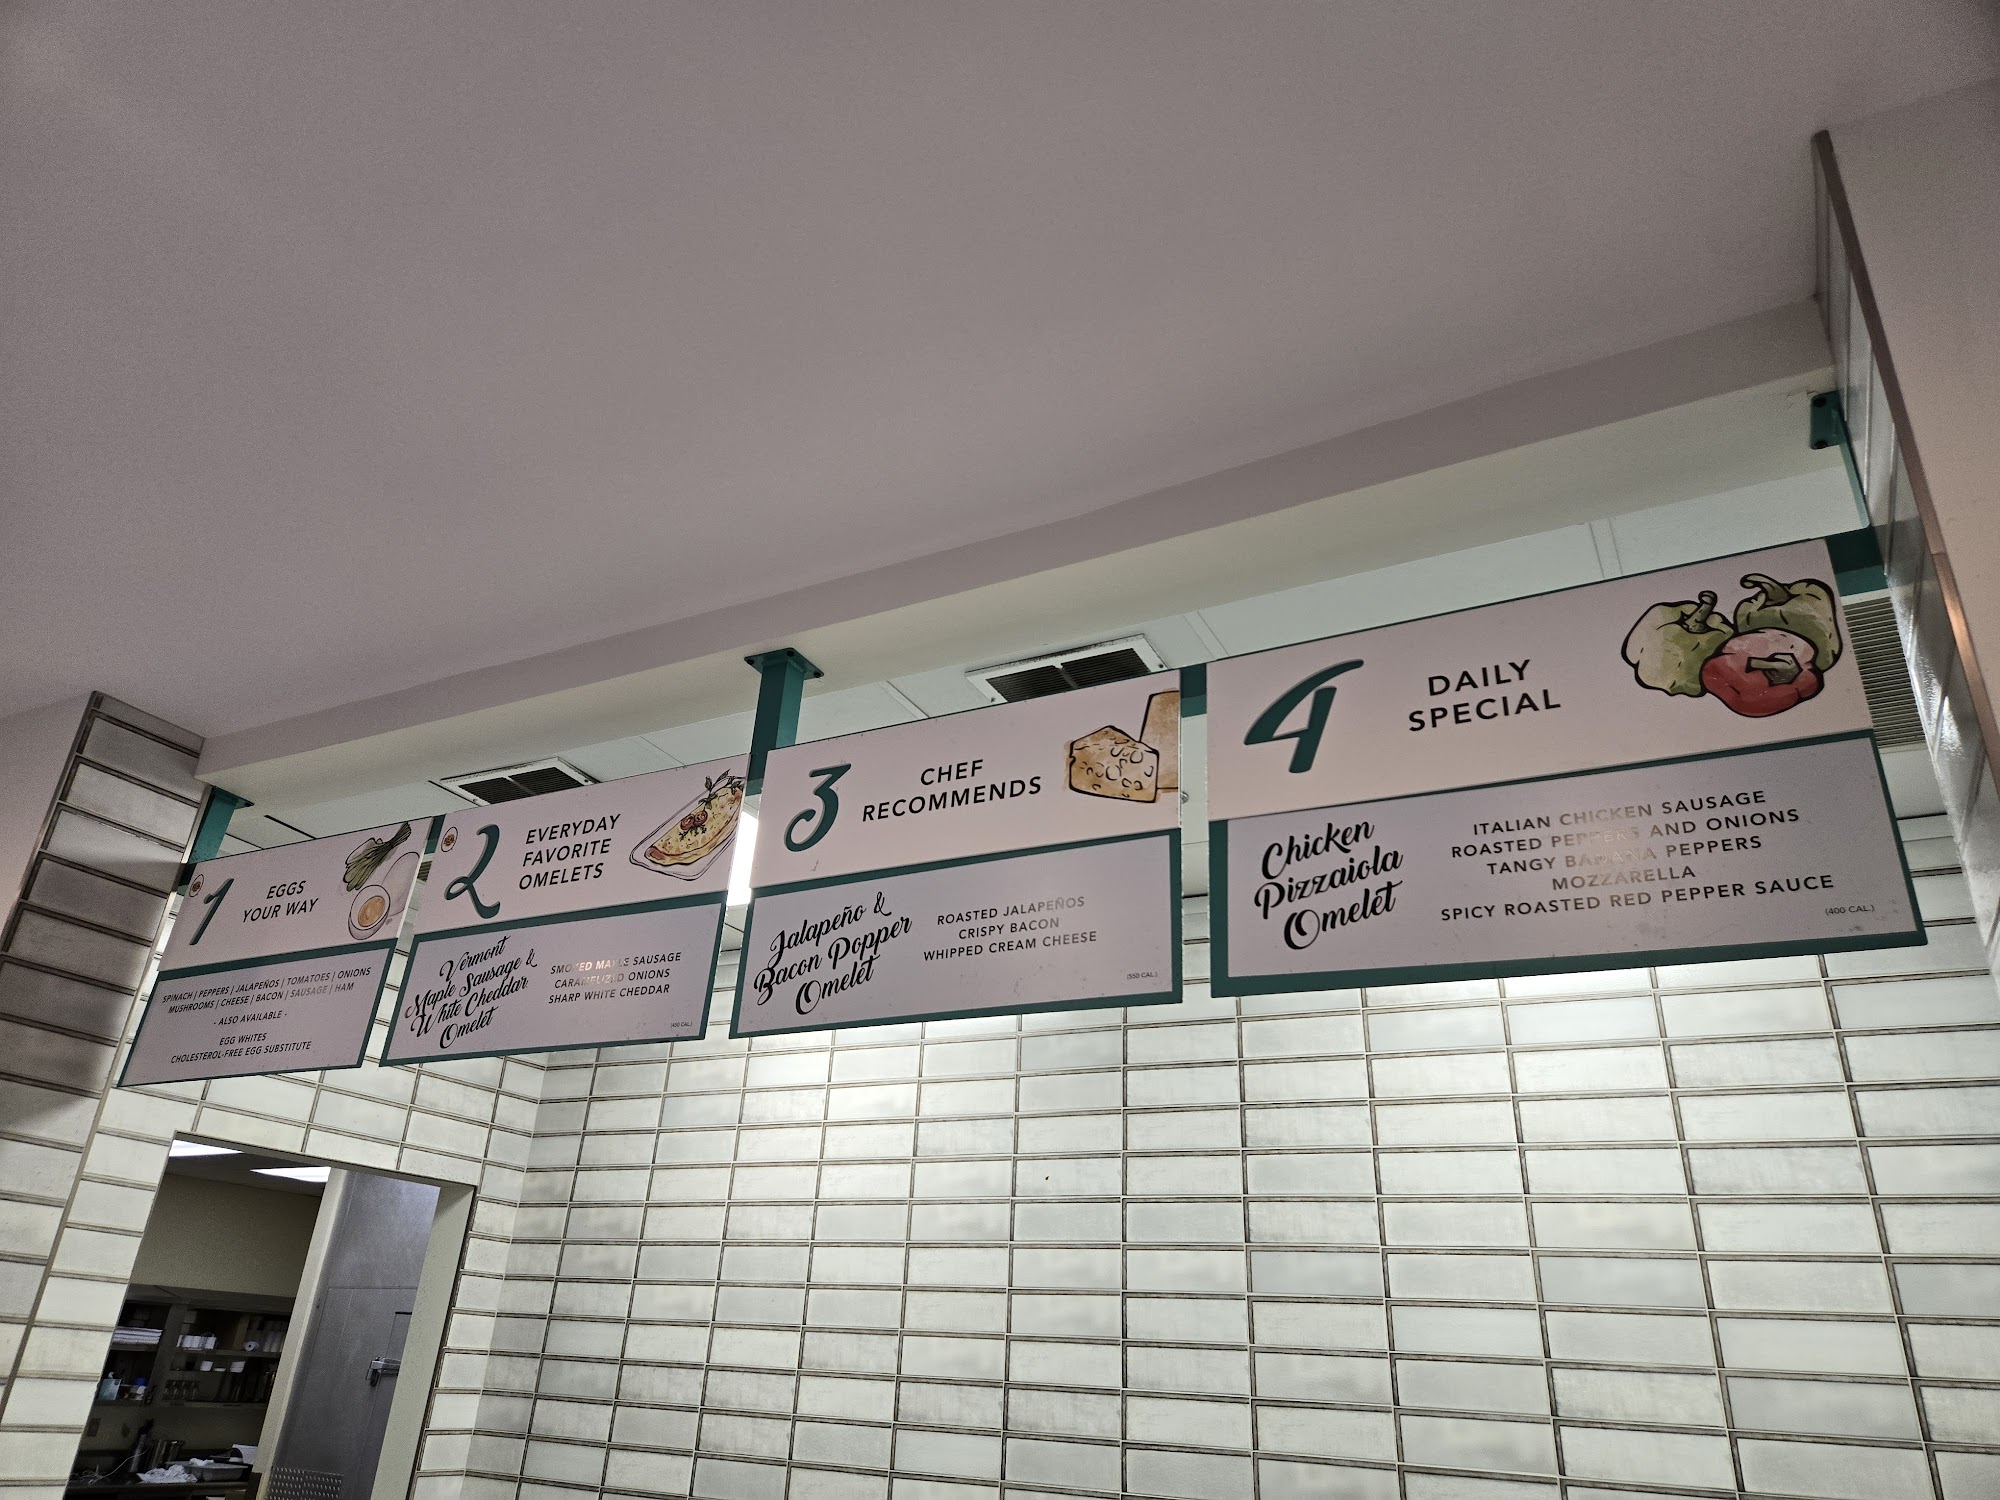 1
EGGS
YOUR WAY
SPINACH | PEPPERS | JALAPEÑOS | TOMATOES | ONIONS
MUSHROOMS | CHEESE | BACON | SAUSAGE | HAM
- ALSO AVAILABLE -
EGG WHITES
CHOLESTEROL-FREE EGG SUBSTITUTE
2
EVERYDAY
FAVORITE
OMELETS
Vermont
Maple Sausage &
White Cheddar
Omelet
SMOKED MAPLE SAUSAGE
CARAMELIZED ONIONS
SHARP WHITE CHEDDAR
(450 CAL.)
3
CHEF
RECOMMENDS
Jalapeño &
Bacon Popper
Omelet
ROASTED JALAPEÑOS
CRISPY BACON
WHIPPED CREAM CHEESE
(550 CAL.)
4
DAILY
SPECIAL
Chicken
Pizzaiola
Omelet
ITALIAN CHICKEN SAUSAGE
ROASTED PEPPERS AND ONIONS
TANGY BANANA PEPPERS
MOZZARELLA
SPICY ROASTED RED PEPPER SAUCE
(400 CAL.)